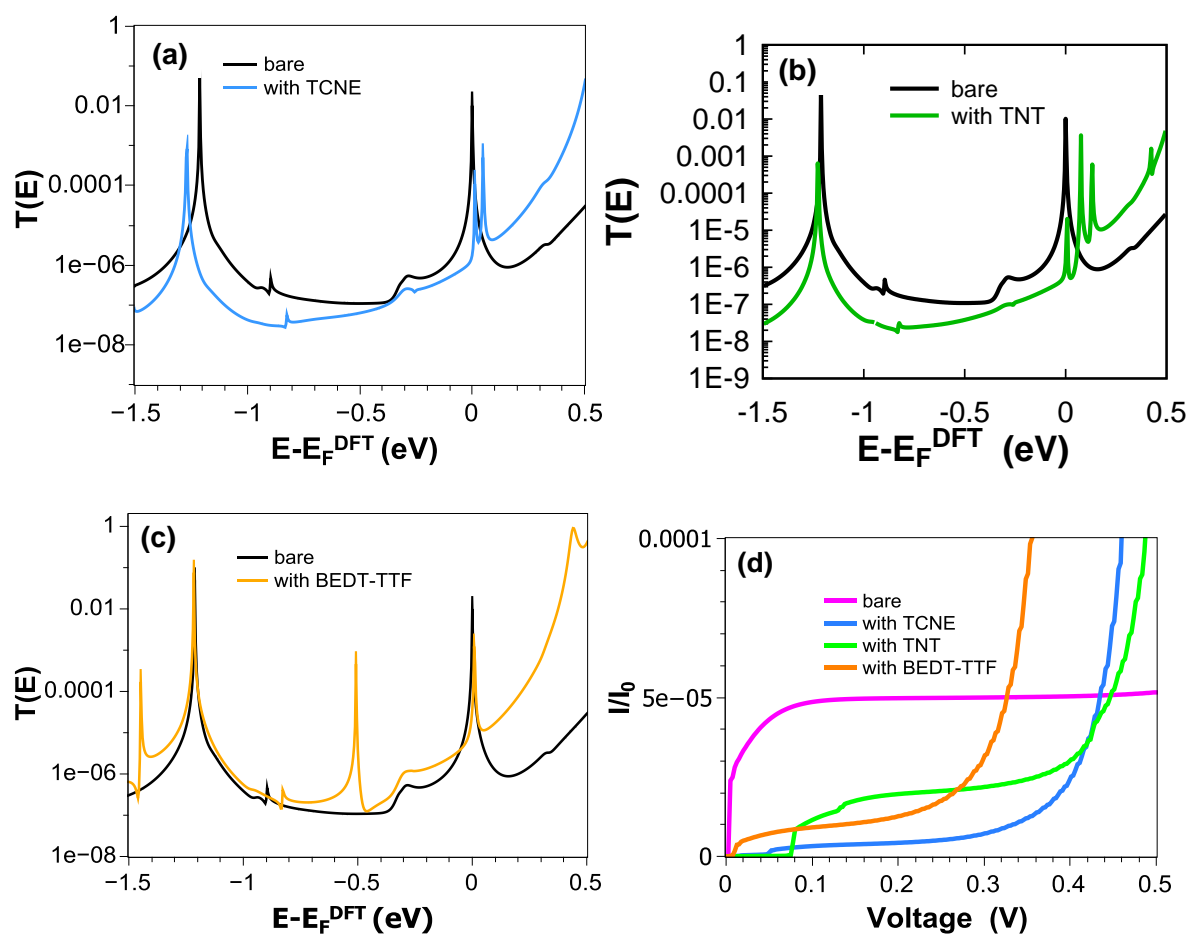 (a)
bare
with TCNE
1
0.01
0.0001
1e−06
1e−08
T(E)
−1.5
−1
−0.5
0
0.5
E-E_F^DFT (eV)
(b)
bare
with TNT
1
0.1
0.01
0.001
0.0001
1E-5
1E-6
1E-7
1E-8
1E-9
T(E)
-1.5
-1
-0.5
0
0.5
E-E_F^DFT (eV)
(c)
bare
with BEDT-TTF
1
0.01
0.0001
1e−06
1e−08
T(E)
−1.5
−1
−0.5
0
0.5
E-E_F^DFT (eV)
(d)
bare
with TCNE
with TNT
with BEDT-TTF
0.0001
5e−05
0
I/I_0
0
0.1
0.2
0.3
0.4
0.5
Voltage (V)